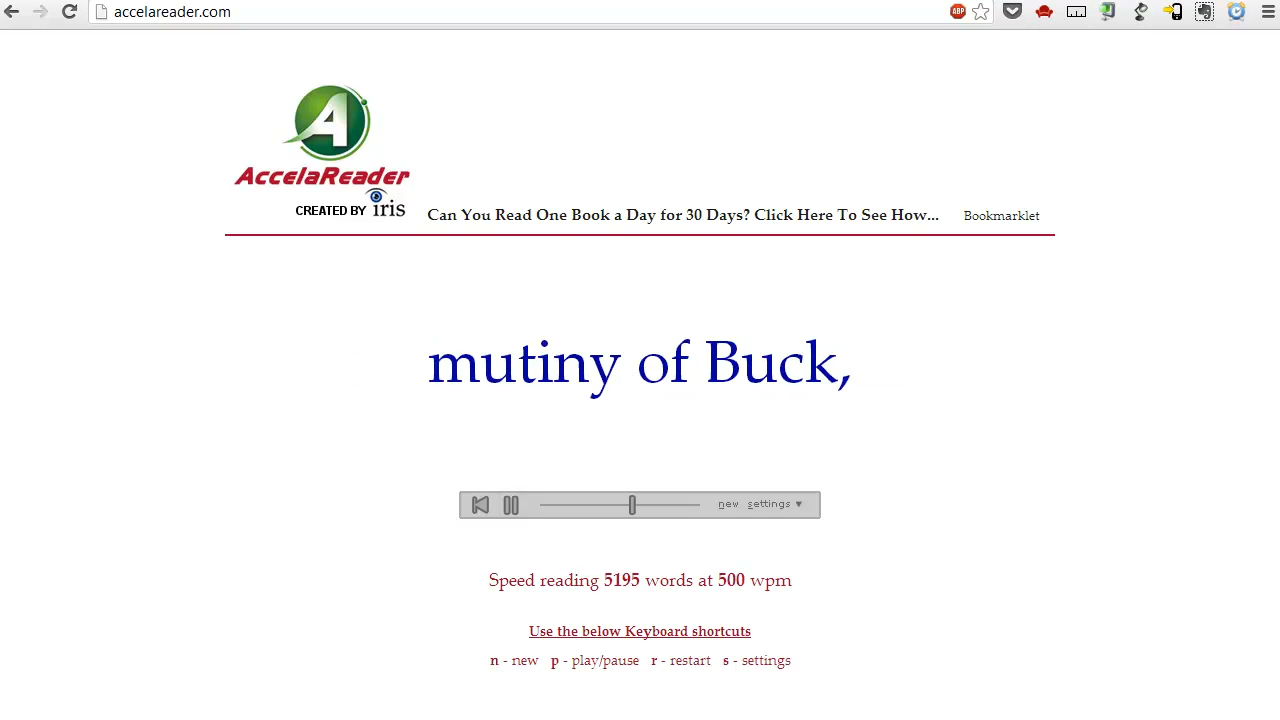 accelareader.com
ABP
A
AccelaReader
CREATED BY iris
Can You Read One Book a Day for 30 Days? Click Here To See How... Bookmarklet
mutiny of Buck,
new settings ▼
Speed reading 5195 words at 500 wpm
Use the below Keyboard shortcuts
n - new p - play/pause r - restart s - settings